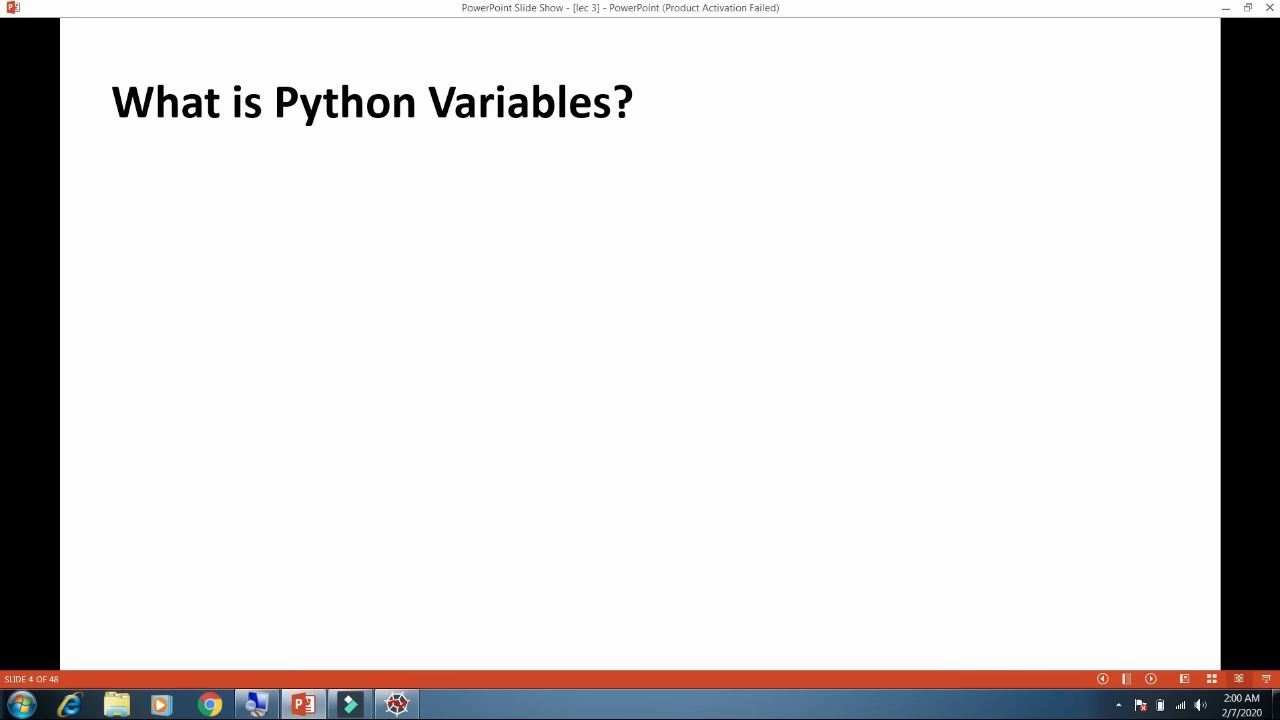 PowerPoint Slide Show - [lec 3] - PowerPoint (Product Activation Failed)
What is Python Variables?
SLIDE 4 OF 48
2:00 AM
2/7/2020